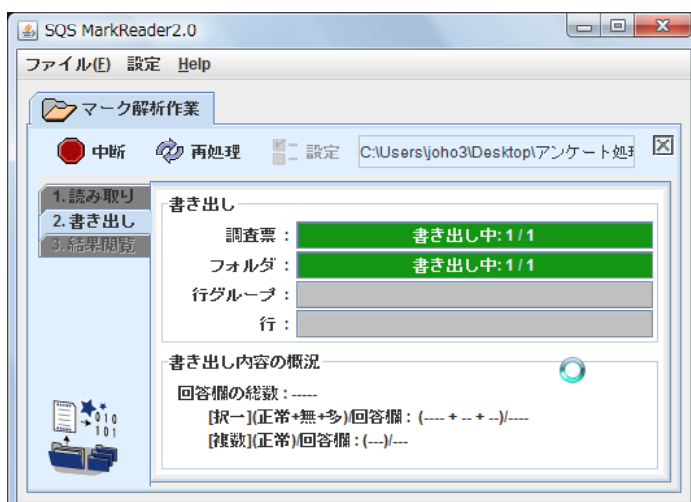 SQS MarkReader2.0
ファイル(F) 設定 Help
マーク解析作業
中断 再処理 設定 C:\Users\joho3\Desktop\アンケート処理
1.読み取り
2.書き出し
3.結果閲覧
書き出し
調査票： 書き出し中:1/1
フォルダ： 書き出し中:1/1
行グループ：
行：
書き出し内容の概況
回答欄の総数：-----
[択一](正常+無+多)/回答欄：(---- + -- + --)/----
[複数](正常)/回答欄：(---)/---
010
101